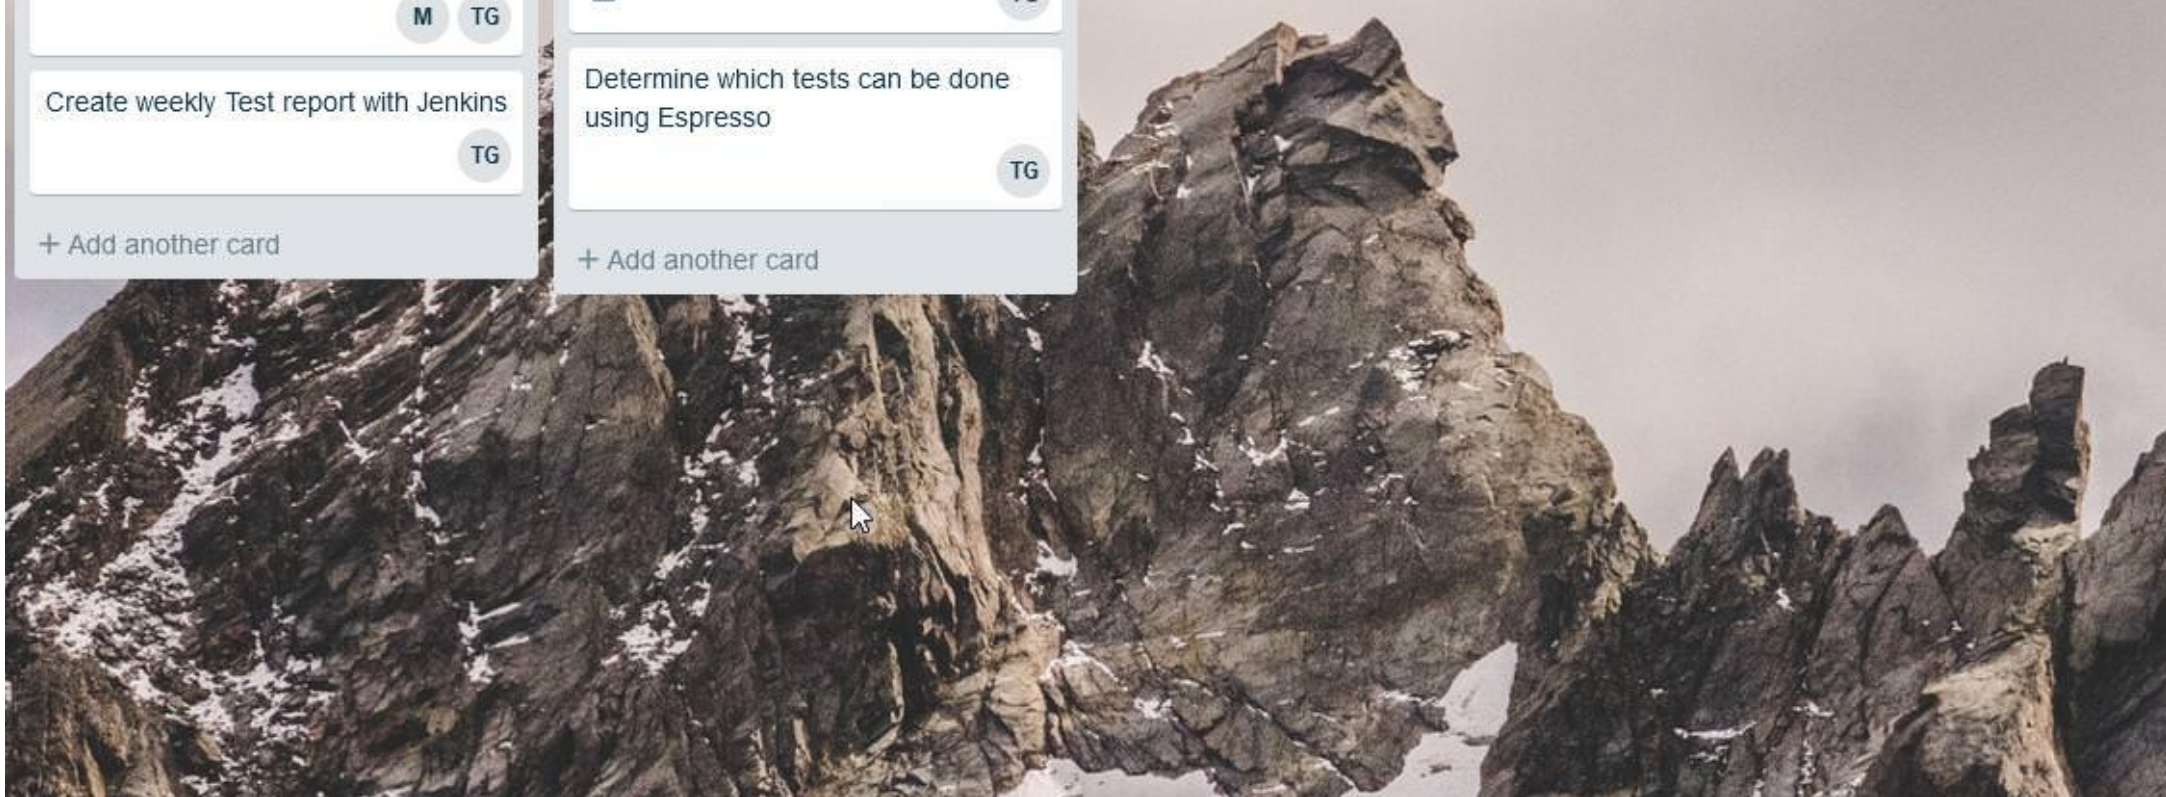 M TG
Create weekly Test report with Jenkins
TG
+ Add another card
Determine which tests can be done
using Espresso
TG
+ Add another card